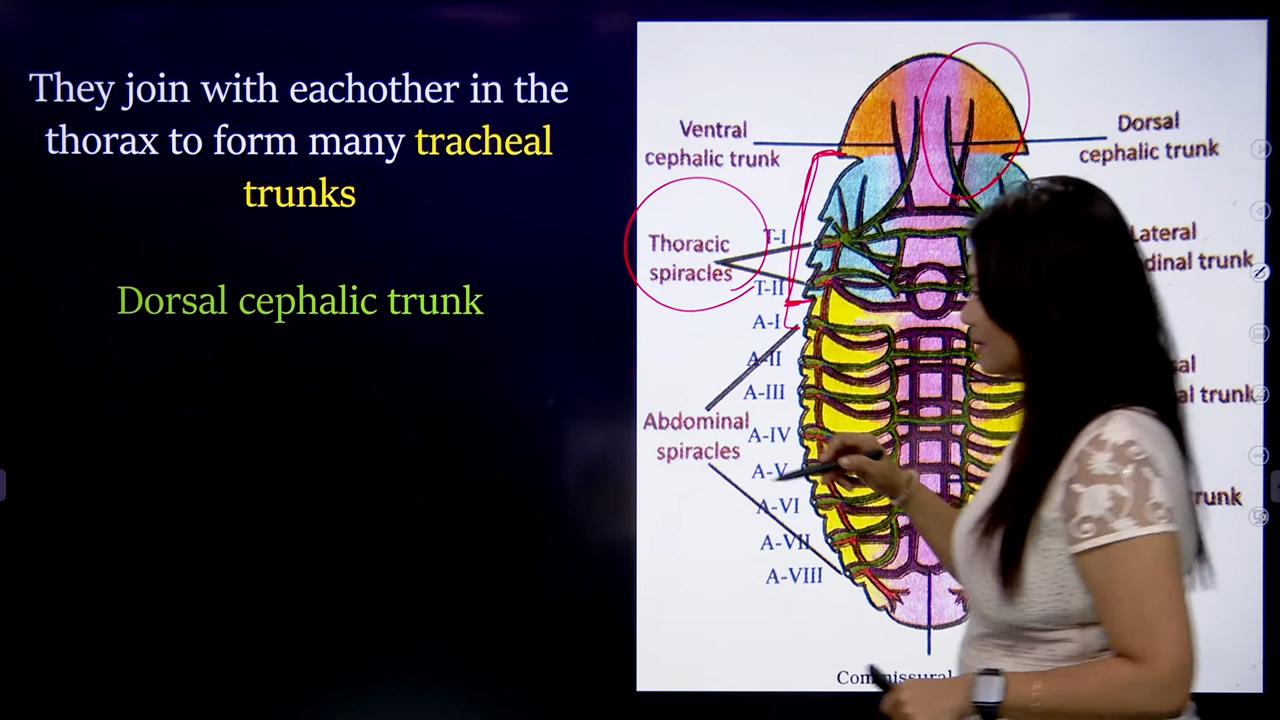 They join with eachother in the
thorax to form many tracheal
trunks
Dorsal cephalic trunk
Ventral
cephalic trunk
Dorsal
cephalic trunk
Thoracic
spiracles
T-I
T-II
A-I
A-II
A-III
Abdominal
spiracles
A-IV
A-V
A-VI
A-VII
A-VIII
Lateral
dinal trunk
al
al trunk
trunk